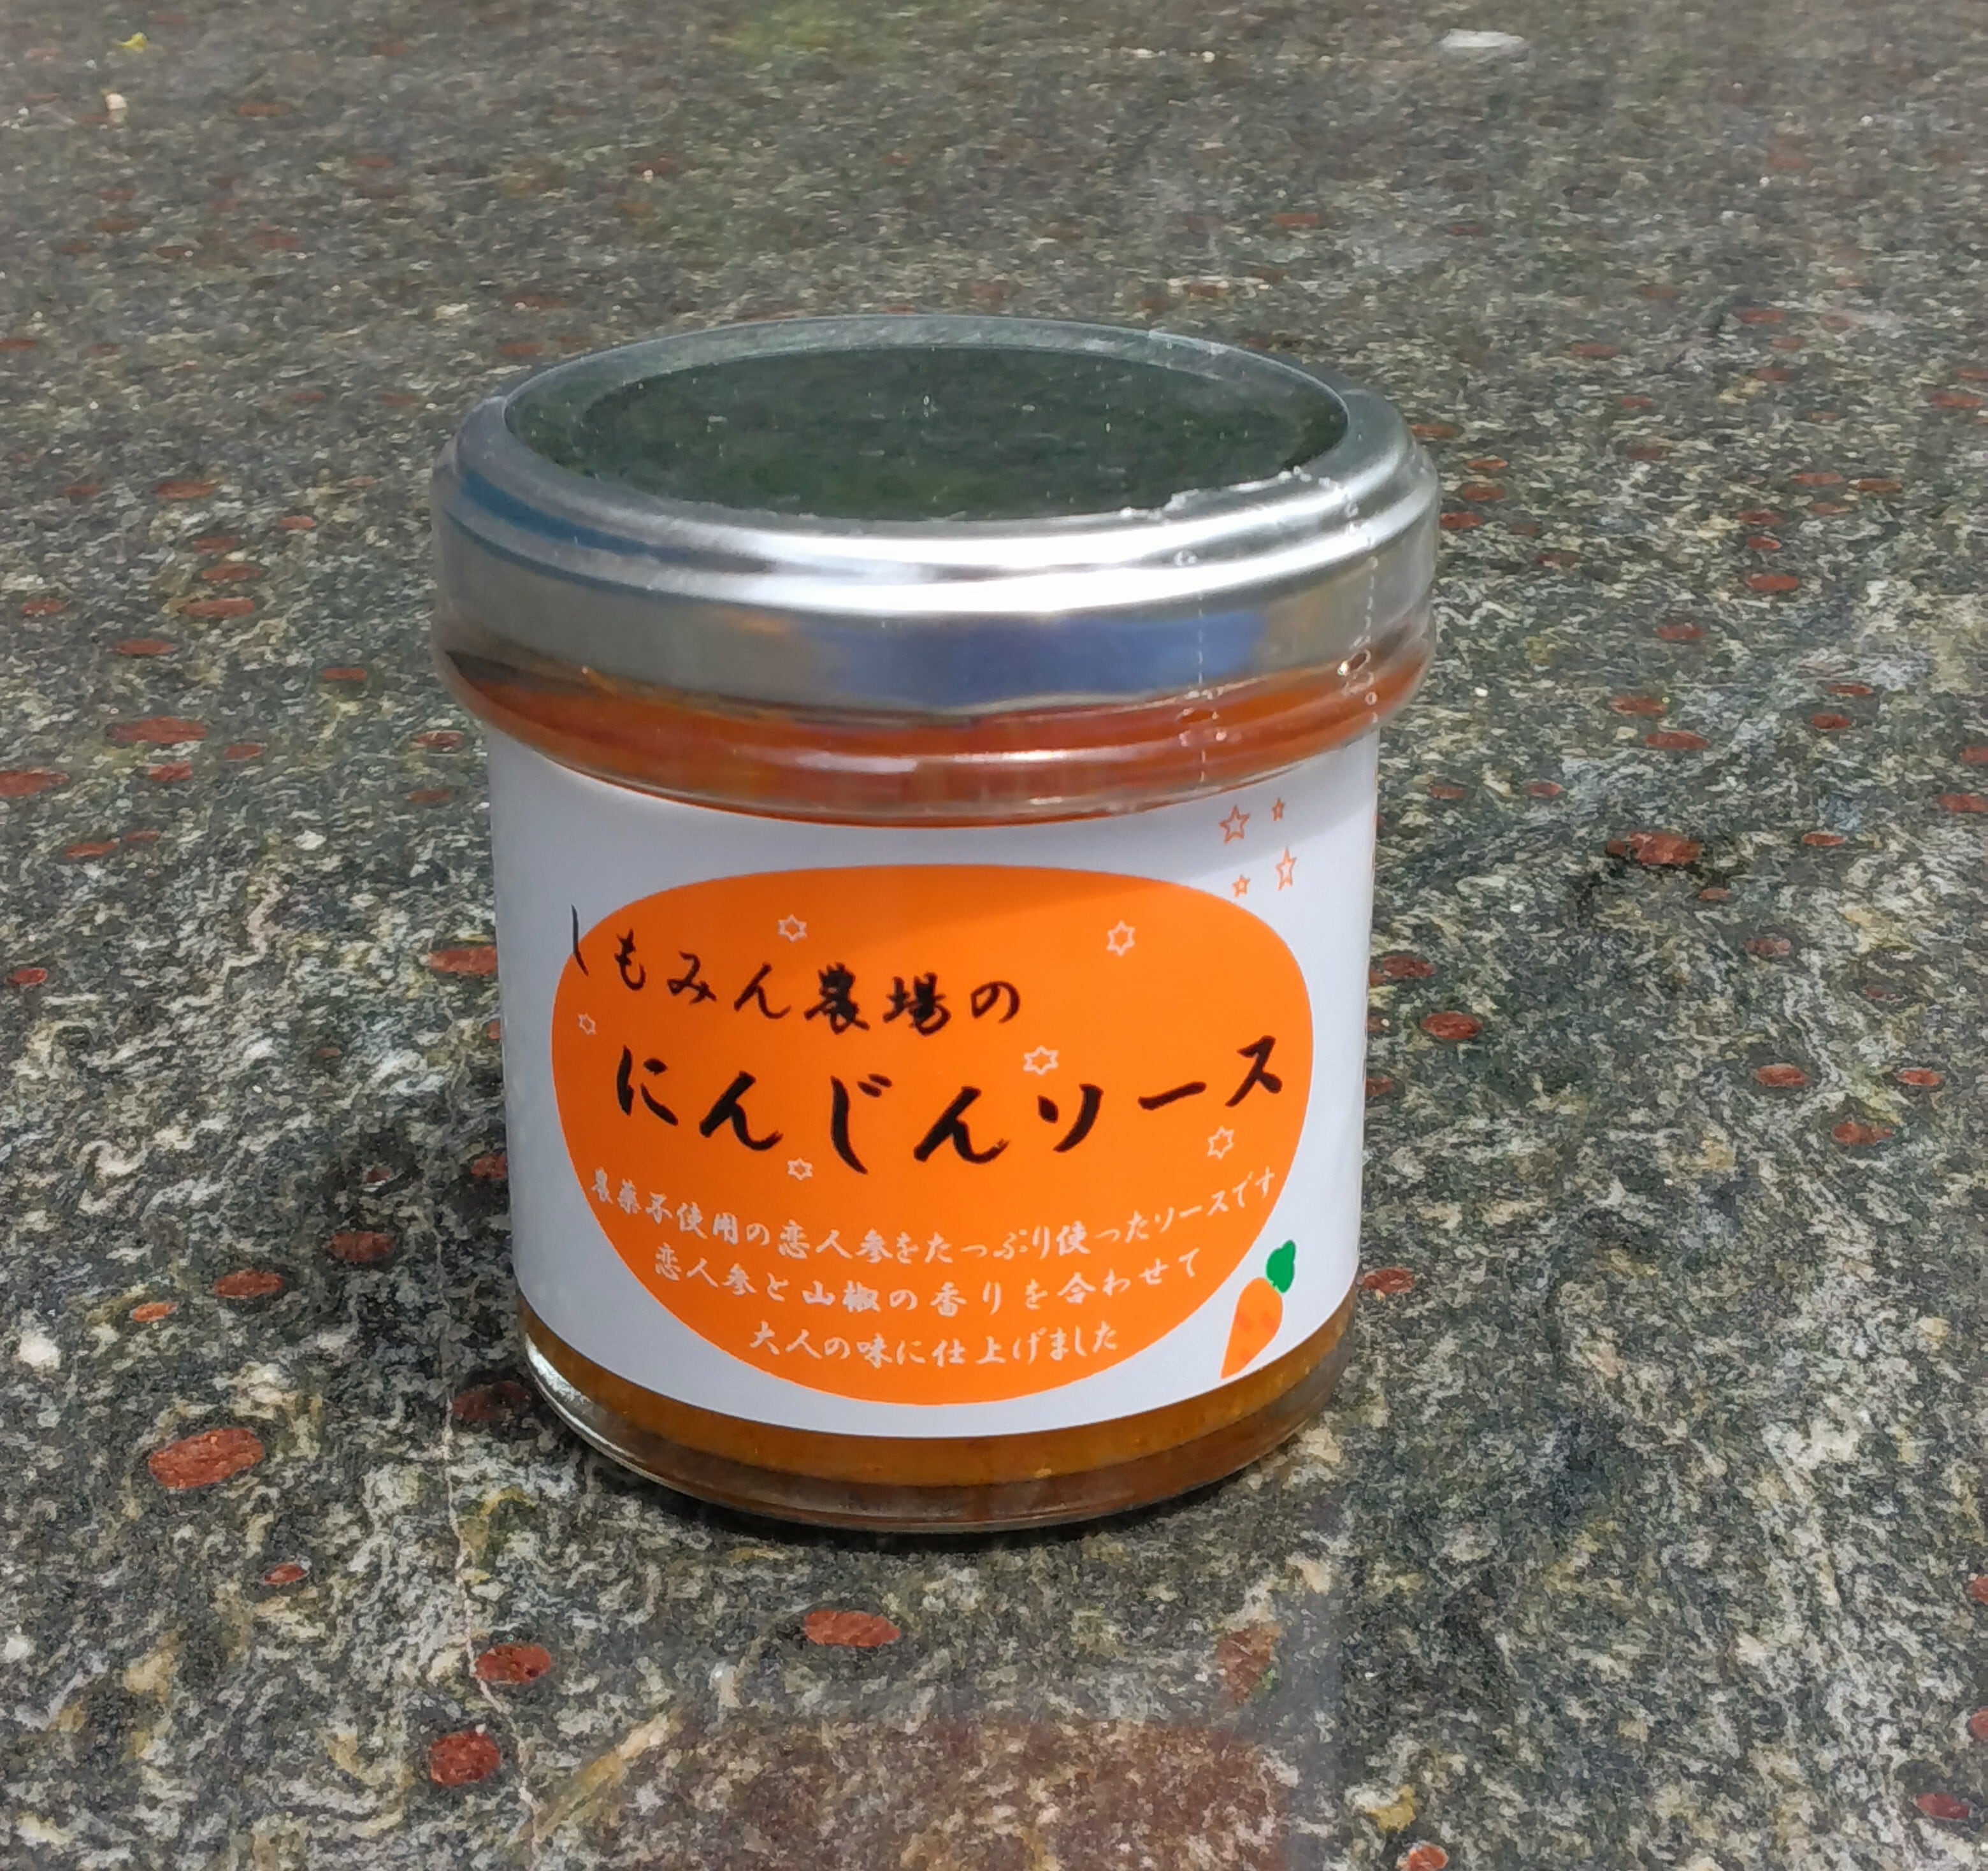 しもみん農場の
にんじんソース
農薬不使用の恋人参をたっぷり使ったソースです
恋人参と山椒の香りを合わせて
大人の味に仕上げました